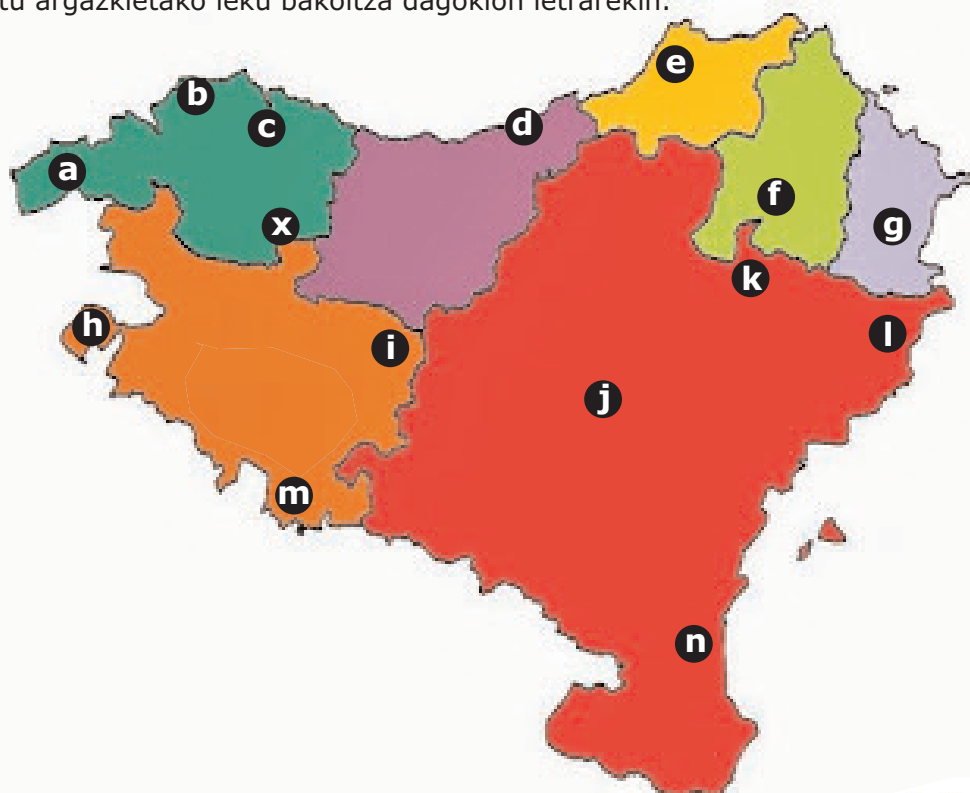 tu argazkietako leku bakoitza dagokion letrarekin.
e
b
c
d
a
f
x
g
k
h
l
i
j
m
n